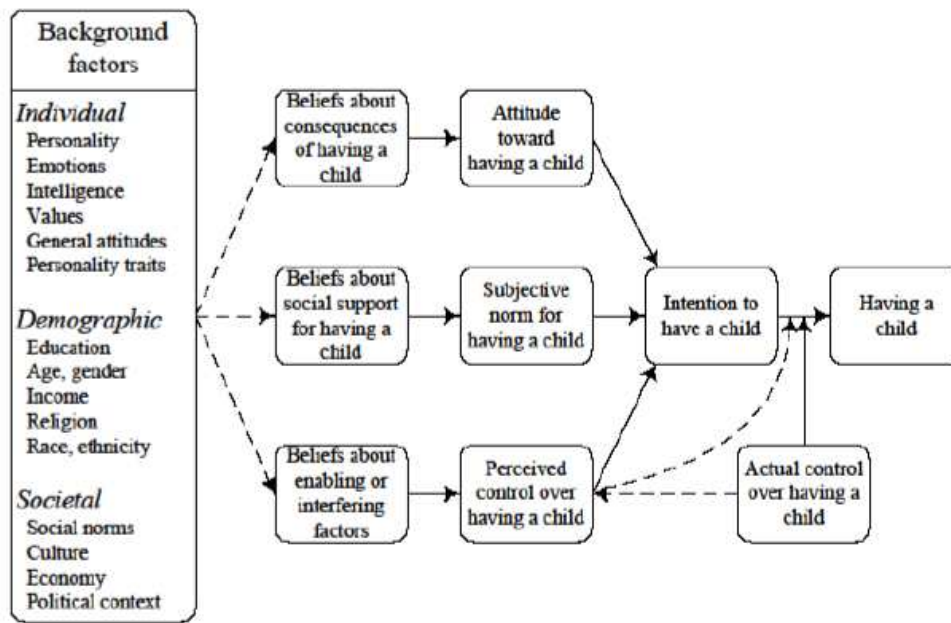 Background
factors
Individual
Personality
Emotions
Intelligence
Values
General attitudes
Personality traits
Demographic
Education
Age, gender
Income
Religion
Race, ethnicity
Societal
Social norms
Culture
Economy
Political context
Beliefs about
consequences
of having a
child
Attitude
toward
having a child
Beliefs about
social support
for having a
child
Subjective
norm for
having a child
Intention to
have a child
Having a
child
Beliefs about
enabling or
interfering
factors
Perceived
control over
having a child
Actual control
over having a
child